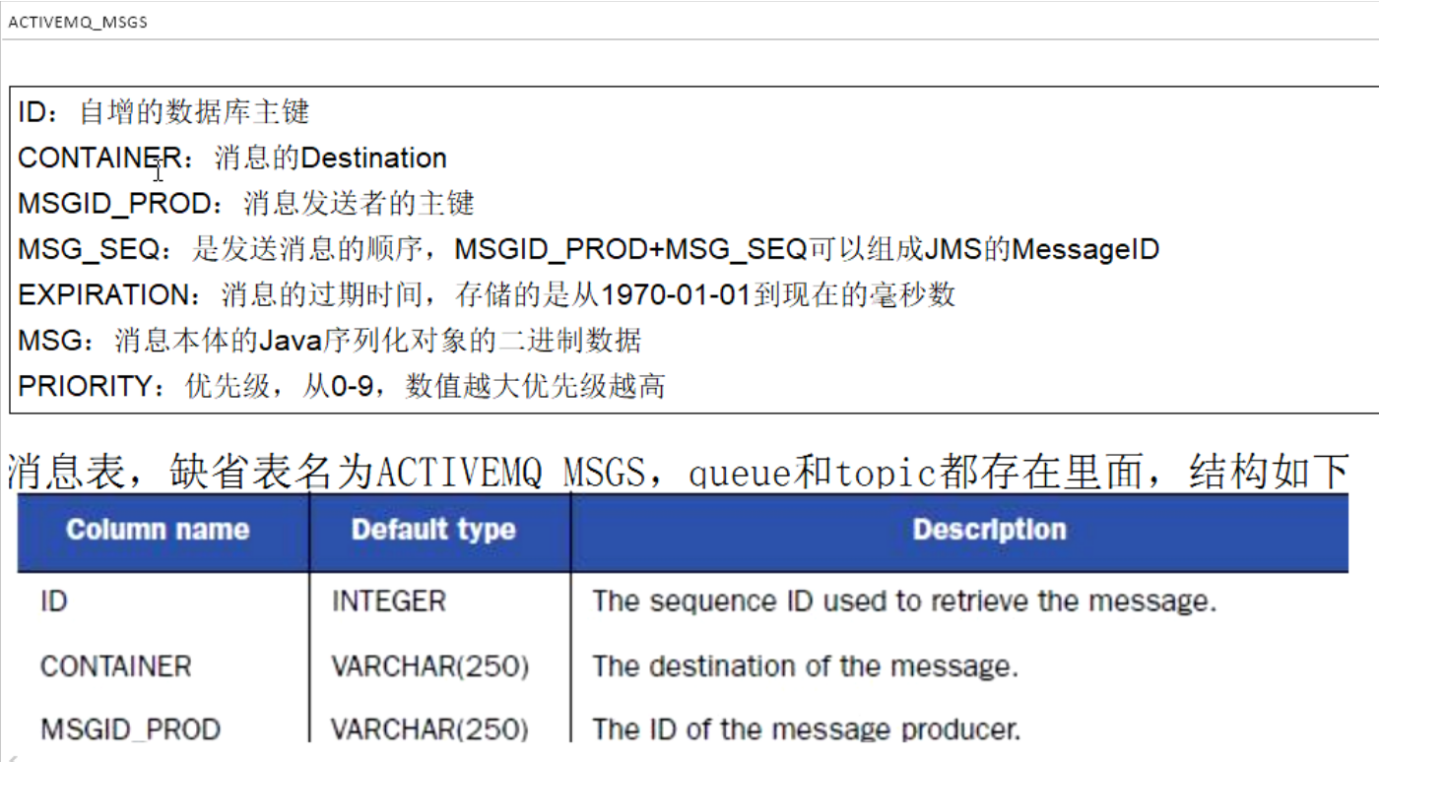 ACTIVEMQ_MSGS
ID：自增的数据库主键
CONTAINER：消息的Destination
MSGID_PROD：消息发送者的主键
MSG_SEQ：是发送消息的顺序，MSGID_PROD+MSG_SEQ可以组成JMS的MessageID
EXPIRATION：消息的过期时间，存储的是从1970-01-01到现在的毫秒数
MSG：消息本体的Java序列化对象的二进制数据
PRIORITY：优先级，从0-9，数值越大优先级越高
消息表，缺省表名为ACTIVEMQ_MSGS，queue和topic都存在里面，结构如下
Column name Default type Description
ID INTEGER The sequence ID used to retrieve the message.
CONTAINER VARCHAR(250) The destination of the message.
MSGID_PROD VARCHAR(250) The ID of the message producer.